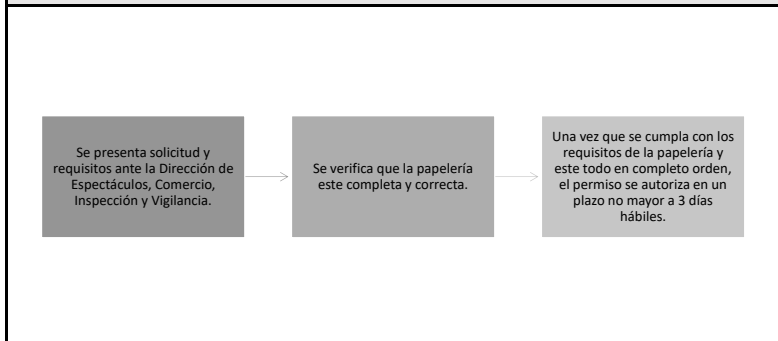 Se presenta solicitud y
requisitos ante la Dirección de
Espectáculos, Comercio,
Inspección y Vigilancia.
Se verifica que la papelería
este completa y correcta.
Una vez que se cumpla con los
requisitos de la papelería y
este todo en completo orden,
el permiso se autoriza en un
plazo no mayor a 3 días
hábiles.